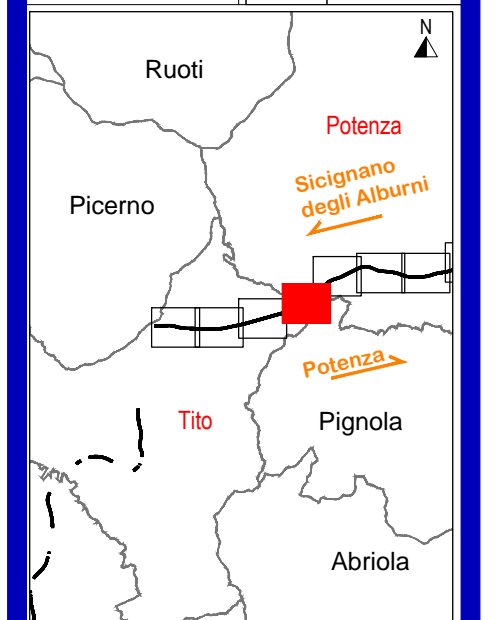 N
Ruoti
Potenza
Sicignano
degli Alburni
Picerno
Potenza
Tito
Pignola
Abriola